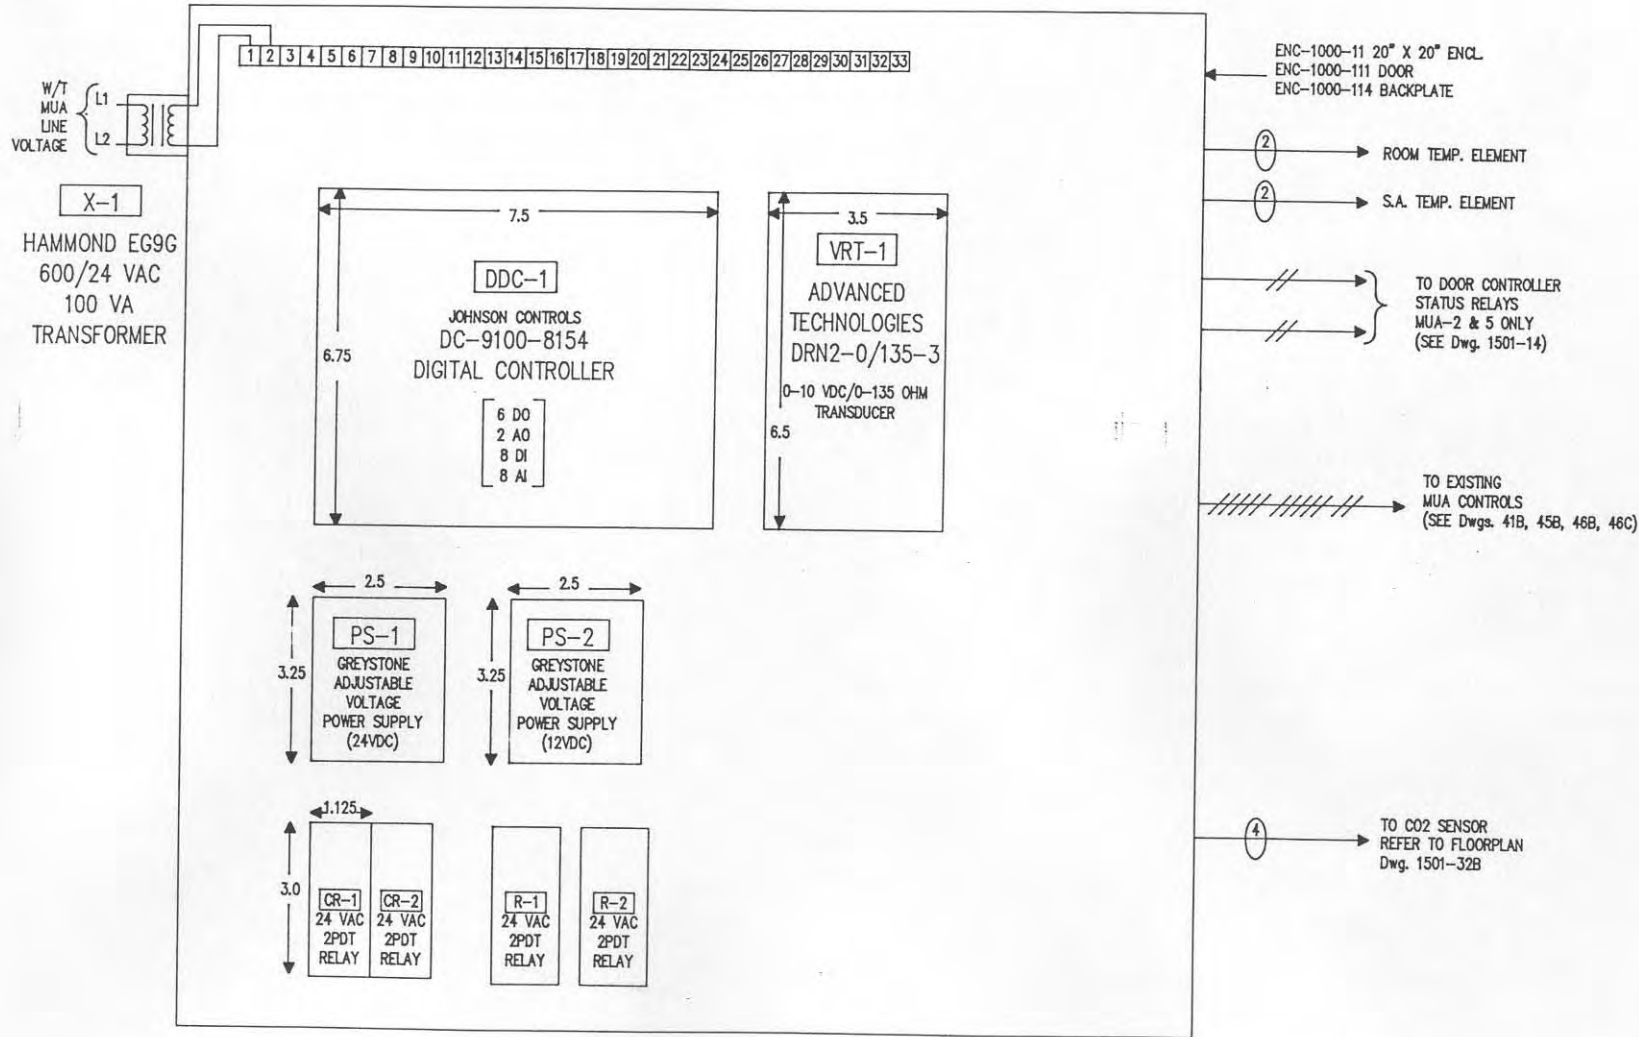 1 2 3 4 5 6 7 8 9 10 11 12 13 14 15 16 17 18 19 20 21 22 23 24 25 26 27 28 29 30 31 32 33
W/T
MUA
LINE
VOLTAGE
L1
L2
X-1
HAMMOND EG9G
600/24 VAC
100 VA
TRANSFORMER
7.5
6.75
DDC-1
JOHNSON CONTROLS
DC-9100-8154
DIGITAL CONTROLLER
6 DO
2 AO
8 DI
8 AI
3.5
VRT-1
ADVANCED
TECHNOLOGIES
DRN2-0/135-3
0-10 VDC/0-135 OHM
TRANSDUCER
6.5
2.5
3.25
PS-1
GREYSTONE
ADJUSTABLE
VOLTAGE
POWER SUPPLY
(24VDC)
2.5
3.25
PS-2
GREYSTONE
ADJUSTABLE
VOLTAGE
POWER SUPPLY
(12VDC)
1.125
3.0
CR-1
24 VAC
2PDT
RELAY
CR-2
24 VAC
2PDT
RELAY
R-1
24 VAC
2PDT
RELAY
R-2
24 VAC
2PDT
RELAY
ENC-1000-11 20" X 20" ENCL.
ENC-1000-111 DOOR
ENC-1000-114 BACKPLATE
2
ROOM TEMP. ELEMENT
2
S.A. TEMP. ELEMENT
TO DOOR CONTROLLER
STATUS RELAYS
MUA-2 & 5 ONLY
(SEE Dwg. 1501-14)
TO EXISTING
MUA CONTROLS
(SEE Dwgs. 41B, 45B, 46B, 46C)
4
TO CO2 SENSOR
REFER TO FLOORPLAN
Dwg. 1501-32B